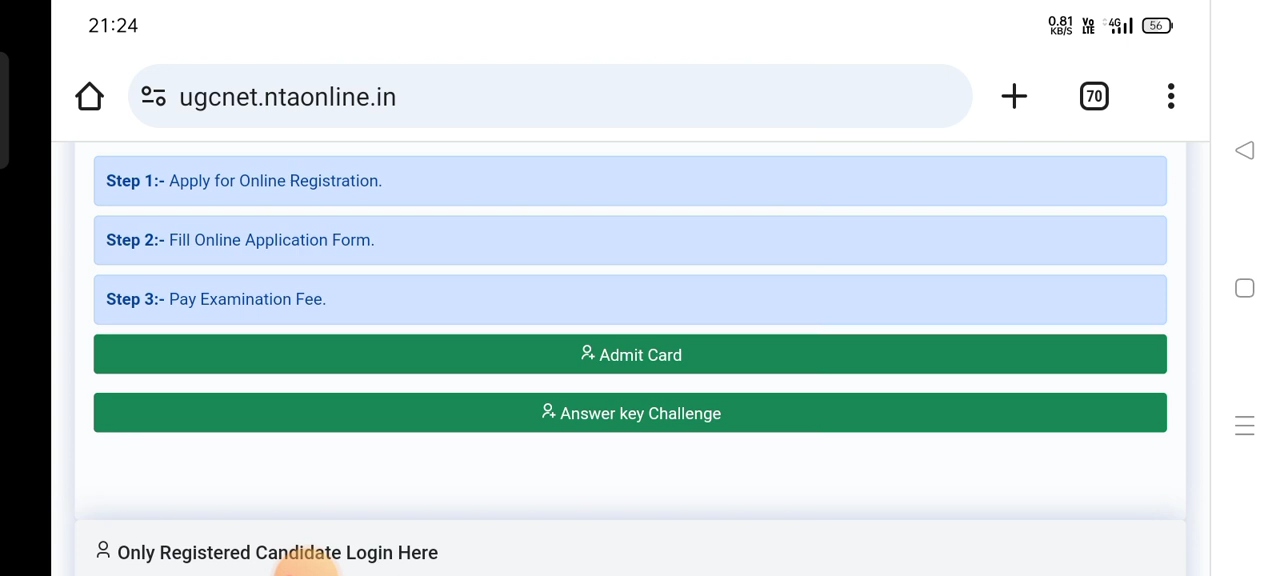 21:24
0.81 KB/S Vo LTE 4G 56
ugcnet.ntaonline.in
70
Step 1:- Apply for Online Registration.
Step 2:- Fill Online Application Form.
Step 3:- Pay Examination Fee.
Admit Card
Answer key Challenge
Only Registered Candidate Login Here